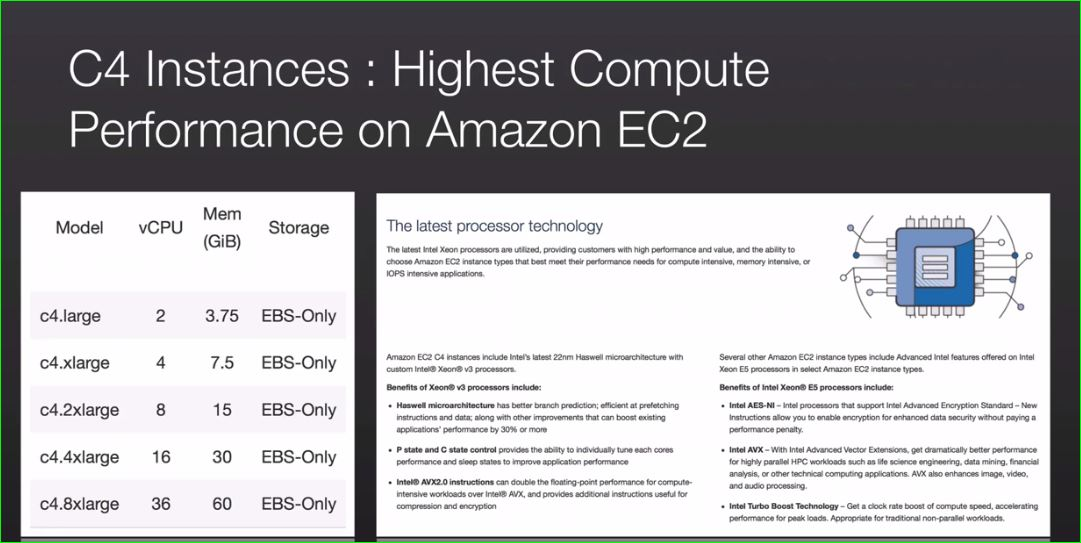 C4 Instances : Highest Compute
Performance on Amazon EC2
Model vCPU Mem (GiB) Storage
c4.large 2 3.75 EBS-Only
c4.xlarge 4 7.5 EBS-Only
c4.2xlarge 8 15 EBS-Only
c4.4xlarge 16 30 EBS-Only
c4.8xlarge 36 60 EBS-Only
The latest processor technology
The latest Intel Xeon processors are utilized, providing customers with high performance and value, and the ability to
choose Amazon EC2 instance types that best meet their performance needs for compute intensive, memory intensive, or
IOPS intensive applications.
Amazon EC2 C4 instances include Intel's latest 22nm Haswell microarchitecture with
custom Intel® Xeon® v3 processors.
Benefits of Xeon® v3 processors include:
• Haswell microarchitecture has better branch prediction; efficient at prefetching
instructions and data; along with other improvements that can boost existing
applications' performance by 30% or more
• P state and C state control provides the ability to individually tune each cores
performance and sleep states to improve application performance
• Intel® AVX2.0 instructions can double the floating-point performance for compute-
intensive workloads over Intel® AVX, and provides additional instructions useful for
compression and encryption
Several other Amazon EC2 instance types include Advanced Intel features offered on Intel
Xeon E5 processors in select Amazon EC2 instance types.
Benefits of Intel Xeon® E5 processors include:
• Intel AES-NI – Intel processors that support Intel Advanced Encryption Standard – New
Instructions allow you to enable encryption for enhanced data security without paying a
performance penalty.
• Intel AVX – With Intel Advanced Vector Extensions, get dramatically better performance
for highly parallel HPC workloads such as life science engineering, data mining, financial
analysis, or other technical computing applications. AVX also enhances image, video,
and audio processing.
• Intel Turbo Boost Technology – Get a clock rate boost of compute speed, accelerating
performance for peak loads. Appropriate for traditional non-parallel workloads.